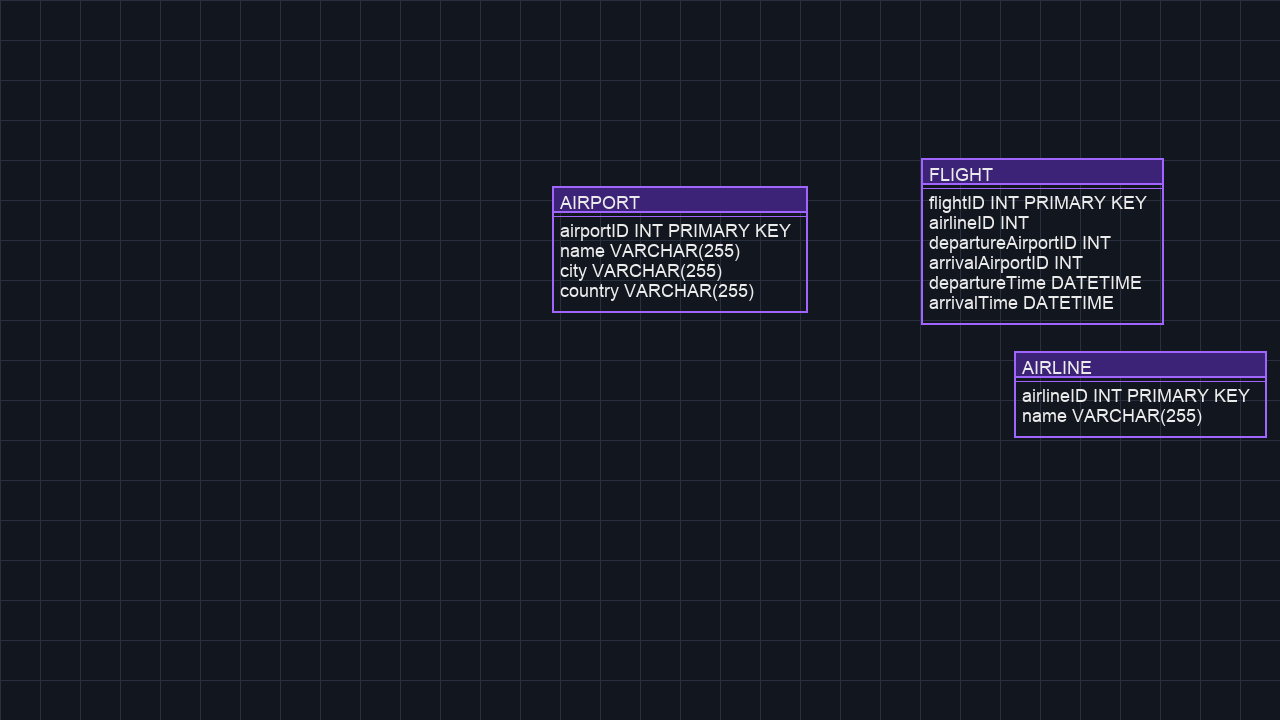 AIRPORT
airportID INT PRIMARY KEY
name VARCHAR(255)
city VARCHAR(255)
country VARCHAR(255)
FLIGHT
flightID INT PRIMARY KEY
airlineID INT
departureAirportID INT
arrivalAirportID INT
departureTime DATETIME
arrivalTime DATETIME
AIRLINE
airlineID INT PRIMARY KEY
name VARCHAR(255)